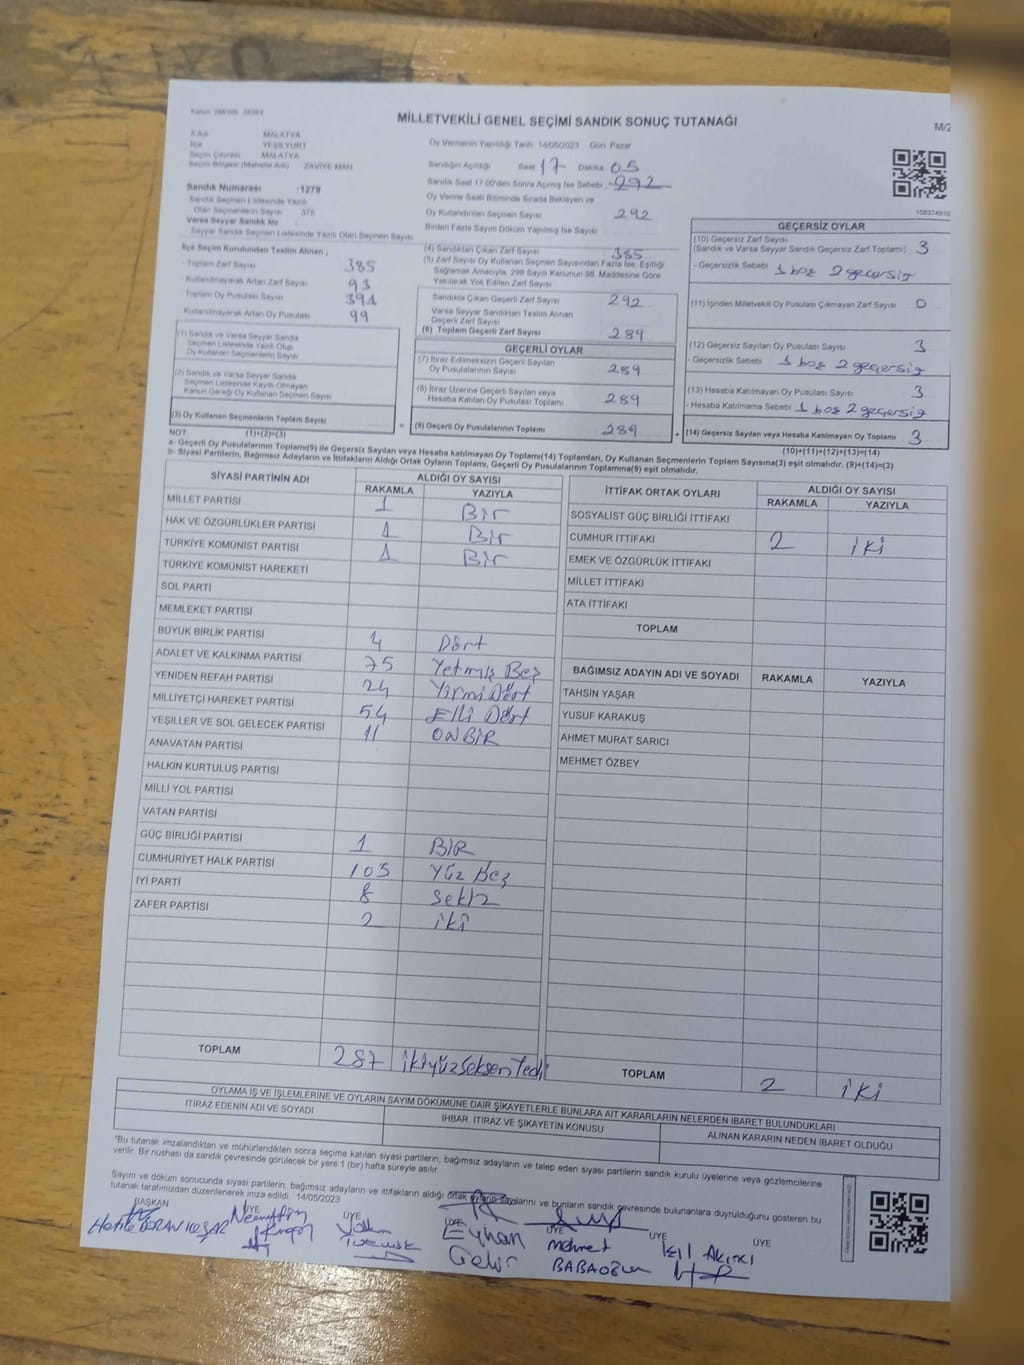 MİLLETVEKİLİ GENEL SEÇİMİ SANDIK SONUÇ TUTANAĞI
M/2
İl Adı MALATYA
İlçe YEŞİLYURT
Seçim Çevresi MALATYA
Seçim Bölgesi (Mahalle Adı) ZAVİYE MAH.
Oy Vermenin Yapıldığı Tarih 14/05/2023 Gün Pazar
Sandığın Açıldığı Saat 17 Dakika 05
Sandık Saat 17:00'den Sonra Açılmış İse Sebebi: 292
Oy Verme Saati Bitiminde Sırada Bekleyen ve
Oy Kullandırılan Seçmen Sayısı 292
Birden Fazla Sayım Döküm Yapılmış İse Sayısı
Sandık Numarası :1279
Sandık Seçmen Listesinde Yazılı
Olan Seçmenlerin Sayısı 375
Varsa Seyyar Sandık No
Seyyar Sandık Seçmen Listesinde Yazılı Olan Seçmen Sayısı
İlçe Seçim Kurulundan Teslim Alınan;
Toplam Zarf Sayısı 385
Kullanılmayarak Artan Zarf Sayısı 93
Toplam Oy Pusulası Sayısı 391
Kullanılmayarak Artan Oy Pusulası 99
(1) Sandık ve Varsa Seyyar Sandık
Seçmen Listesinde Yazılı Olup
Oy Kullanan Seçmenlerin Sayısı
(2) Sandık ve Varsa Seyyar Sandık
Seçmen Listesinde Kayıtlı Olmayan
Kanun Gereği Oy Kullanan Seçmen Sayısı
(3) Oy Kullanan Seçmenlerin Toplam Sayısı
(1)+(2)=(3)
(4) Sandıktan Çıkan Zarf Sayısı 385
(5) Zarf Sayısı Oy Kullanan Seçmen Sayısından Fazla İse, Eşitliği
Sağlamak Amacıyla, 298 Sayılı Kanunun 98. Maddesine Göre
Yakılarak Yok Edilen Zarf Sayısı
Sandıkta Çıkan Geçerli Zarf Sayısı 292
Varsa Seyyar Sandıktan Teslim Alınan
Geçerli Zarf Sayısı
(6) Toplam Geçerli Zarf Sayısı 289
GEÇERLİ OYLAR
(7) İtiraz Edilmeksizin Geçerli Sayılan
Oy Pusulalarının Sayısı 289
(8) İtiraz Üzerine Geçerli Sayılan veya
Hesaba Katılan Oy Pusulası Toplamı 289
= (9) Geçerli Oy Pusulalarının Toplamı 289
GEÇERSİZ OYLAR
(10) Geçersiz Zarf Sayısı
(Sandık ve Varsa Seyyar Sandık Geçersiz Zarf Toplamı) : 3
- Geçersizlik Sebebi 1 boş 2 geçersiz
(11) İçinden Milletvekili Oy Pusulası Çıkmayan Zarf Sayısı 0
(12) Geçersiz Sayılan Oy Pusulası Sayısı 3
- Geçersizlik Sebebi 1 boş 2 geçersiz
(13) Hesaba Katılmayan Oy Pusulası Sayısı 3
- Hesaba Katılmama Sebebi 1 boş 2 geçersiz
+ (14) Geçersiz Sayılan veya Hesaba Katılmayan Oy Toplamı 3
(10)+(11)+(12)+(13)=(14)
NOT:
a- Geçerli Oy Pusulalarının Toplamı(9) ile Geçersiz Sayılan veya Hesaba Katılmayan Oy Toplamı(14) Toplamları, Oy Kullanan Seçmenlerin Toplam Sayısına(3) eşit olmalıdır. (9)+(14)=(3)
b- Siyasi Partilerin, Bağımsız Adayların ve İttifakların Aldığı Ortak Oyların Toplamı, Geçerli Oy Pusulalarının Toplamına(9) eşit olmalıdır.
SİYASİ PARTİNİN ADI ALDIĞI OY SAYISI
RAKAMLA YAZIYLA
MİLLET PARTİSİ 1 Bir
HAK VE ÖZGÜRLÜKLER PARTİSİ 1 Bir
TÜRKİYE KOMÜNİST PARTİSİ 1 Bir
TÜRKİYE KOMÜNİST HAREKETİ
SOL PARTİ
MEMLEKET PARTİSİ
BÜYÜK BİRLİK PARTİSİ 4 Dört
ADALET VE KALKINMA PARTİSİ 75 Yetmiş Beş
YENİDEN REFAH PARTİSİ 24 Yirmi Dört
MİLLİYETÇİ HAREKET PARTİSİ 54 Elli Dört
YEŞİLLER VE SOL GELECEK PARTİSİ 11 ONBİR
ANAVATAN PARTİSİ
HALKIN KURTULUŞ PARTİSİ
MİLLİ YOL PARTİSİ
VATAN PARTİSİ
GÜÇ BİRLİĞİ PARTİSİ 1 BİR
CUMHURİYET HALK PARTİSİ 105 Yüz Beş
İYİ PARTİ 8 Sekiz
ZAFER PARTİSİ 2 iki
TOPLAM 287 ikiyüzSeksenYedi
İTTİFAK ORTAK OYLARI ALDIĞI OY SAYISI
RAKAMLA YAZIYLA
SOSYALİST GÜÇ BİRLİĞİ İTTİFAKI
CUMHUR İTTİFAKI 2 iki
EMEK VE ÖZGÜRLÜK İTTİFAKI
MİLLET İTTİFAKI
ATA İTTİFAKI
TOPLAM
BAĞIMSIZ ADAYIN ADI VE SOYADI RAKAMLA YAZIYLA
TAHSİN YAŞAR
YUSUF KARAKUŞ
AHMET MURAT SARICI
MEHMET ÖZBEY
TOPLAM 2 iki
OYLAMA İŞ VE İŞLEMLERİNE VE OYLARIN SAYIM DÖKÜMÜNE DAİR ŞİKAYETLERLE BUNLARA AİT KARARLARIN NELERDEN İBARET BULUNDUKLARI
İTİRAZ EDENİN ADI VE SOYADI
İHBAR, İTİRAZ VE ŞİKAYETİN KONUSU
ALINAN KARARIN NEDEN İBARET OLDUĞU
*Bu tutanak imzalandıktan ve mühürlendikten sonra seçime katılan siyasi partilerin, bağımsız adayların ve talep eden siyasi partilerin sandık kurulu üyelerine veya gözlemcilerine
verilir. Bir nüshası da sandık çevresinde görülecek bir yere 1 (bir) hafta süreyle asılır.
Sayım ve döküm sonucunda siyasi partilerin, bağımsız adayların ve ittifakların aldığı ortak oyların sayılarını ve bunların sandık çevresinde bulunanlara duyrulduğunu gösteren bu
tutanak tarafımızdan düzenlenerek imza edildi. 14/05/2023
BAŞKAN ÜYE ÜYE ÜYE ÜYE ÜYE ÜYE
Eyhan
Mehmet
BABAOĞLU